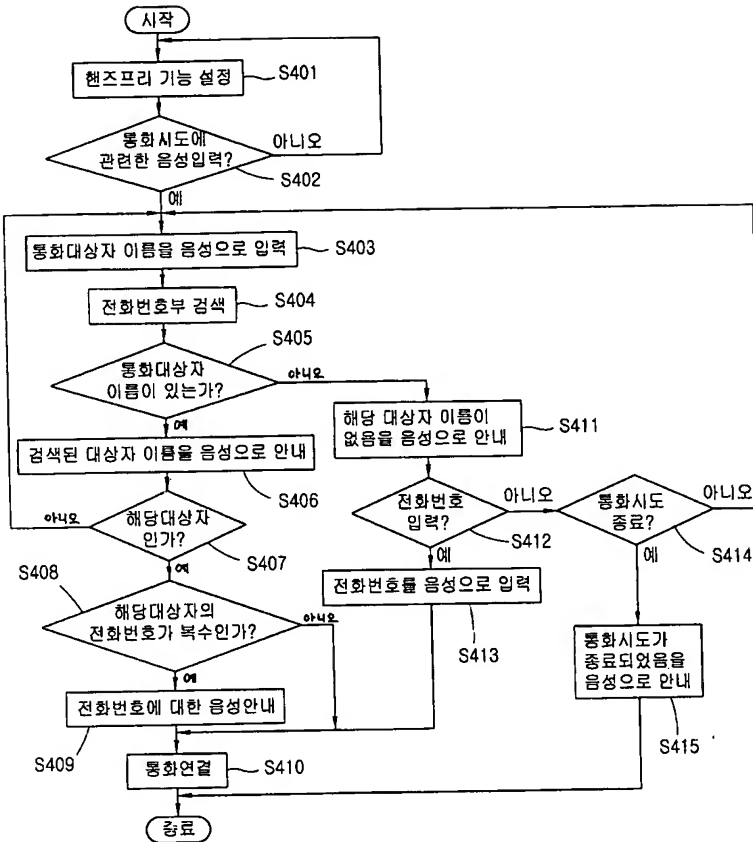 시작
핸즈프리 기능 설정
S401
통화시도에
관련한 음성입력?
아니오
S402
예
통화대상자 이름을 음성으로 입력
S403
전화번호부 검색
S404
S405
통화대상자
이름이 있는가?
아니오
예
해당 대상자 이름이
없음을 음성으로 안내
S411
검색된 대상자 이름을 음성으로 안내
S406
전화번호
입력?
아니오
S412
예
통화시도
종료?
아니오
S414
예
해당대상자
인가?
아니오
S407
예
S408
전화번호를 음성으로 입력
S413
해당대상자의
전화번호가 복수인가?
아니오
예
통화시도가
종료되었음을
음성으로 안내
S415
전화번호에 대한 음성안내
S409
통화연결
S410
종료